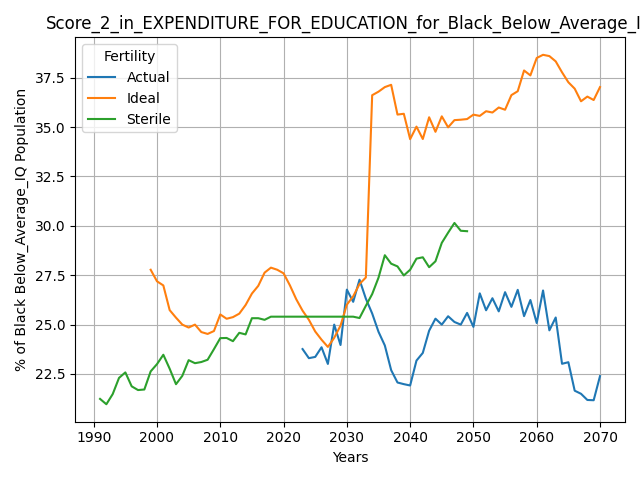 Score_2_in_EXPENDITURE_FOR_EDUCATION_for_Black_Below_Average_I
Fertility
Actual
Ideal
Sterile
% of Black Below_Average_IQ Population
37.5
35.0
32.5
30.0
27.5
25.0
22.5
1990 2000 2010 2020 2030 2040 2050 2060 2070
Years